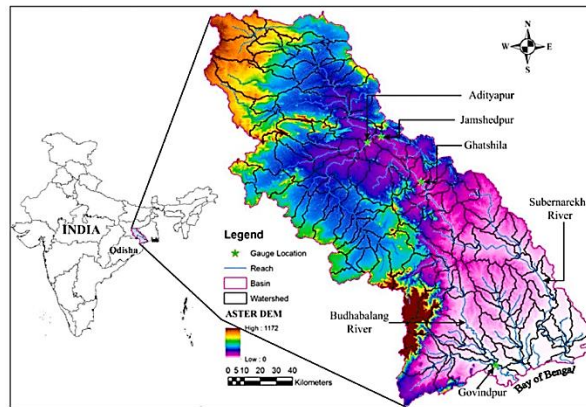 N
W E
S
Adityapur
Jamshedpur
Ghatshila
Subernarekh
River
INDIA
Odisha
Legend
Gauge Location
Reach
Basin
Watershed
ASTER DEM
High : 1172
Low : 0
0 5 10 20 30 40
Kilometers
Budhabalang
River
Govindpur
Bay of Bengal